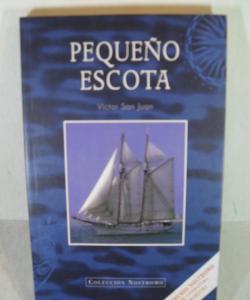 PEQUEÑO
ESCOTA
Víctor San Juan
COLECCIÓN NOSTROMO